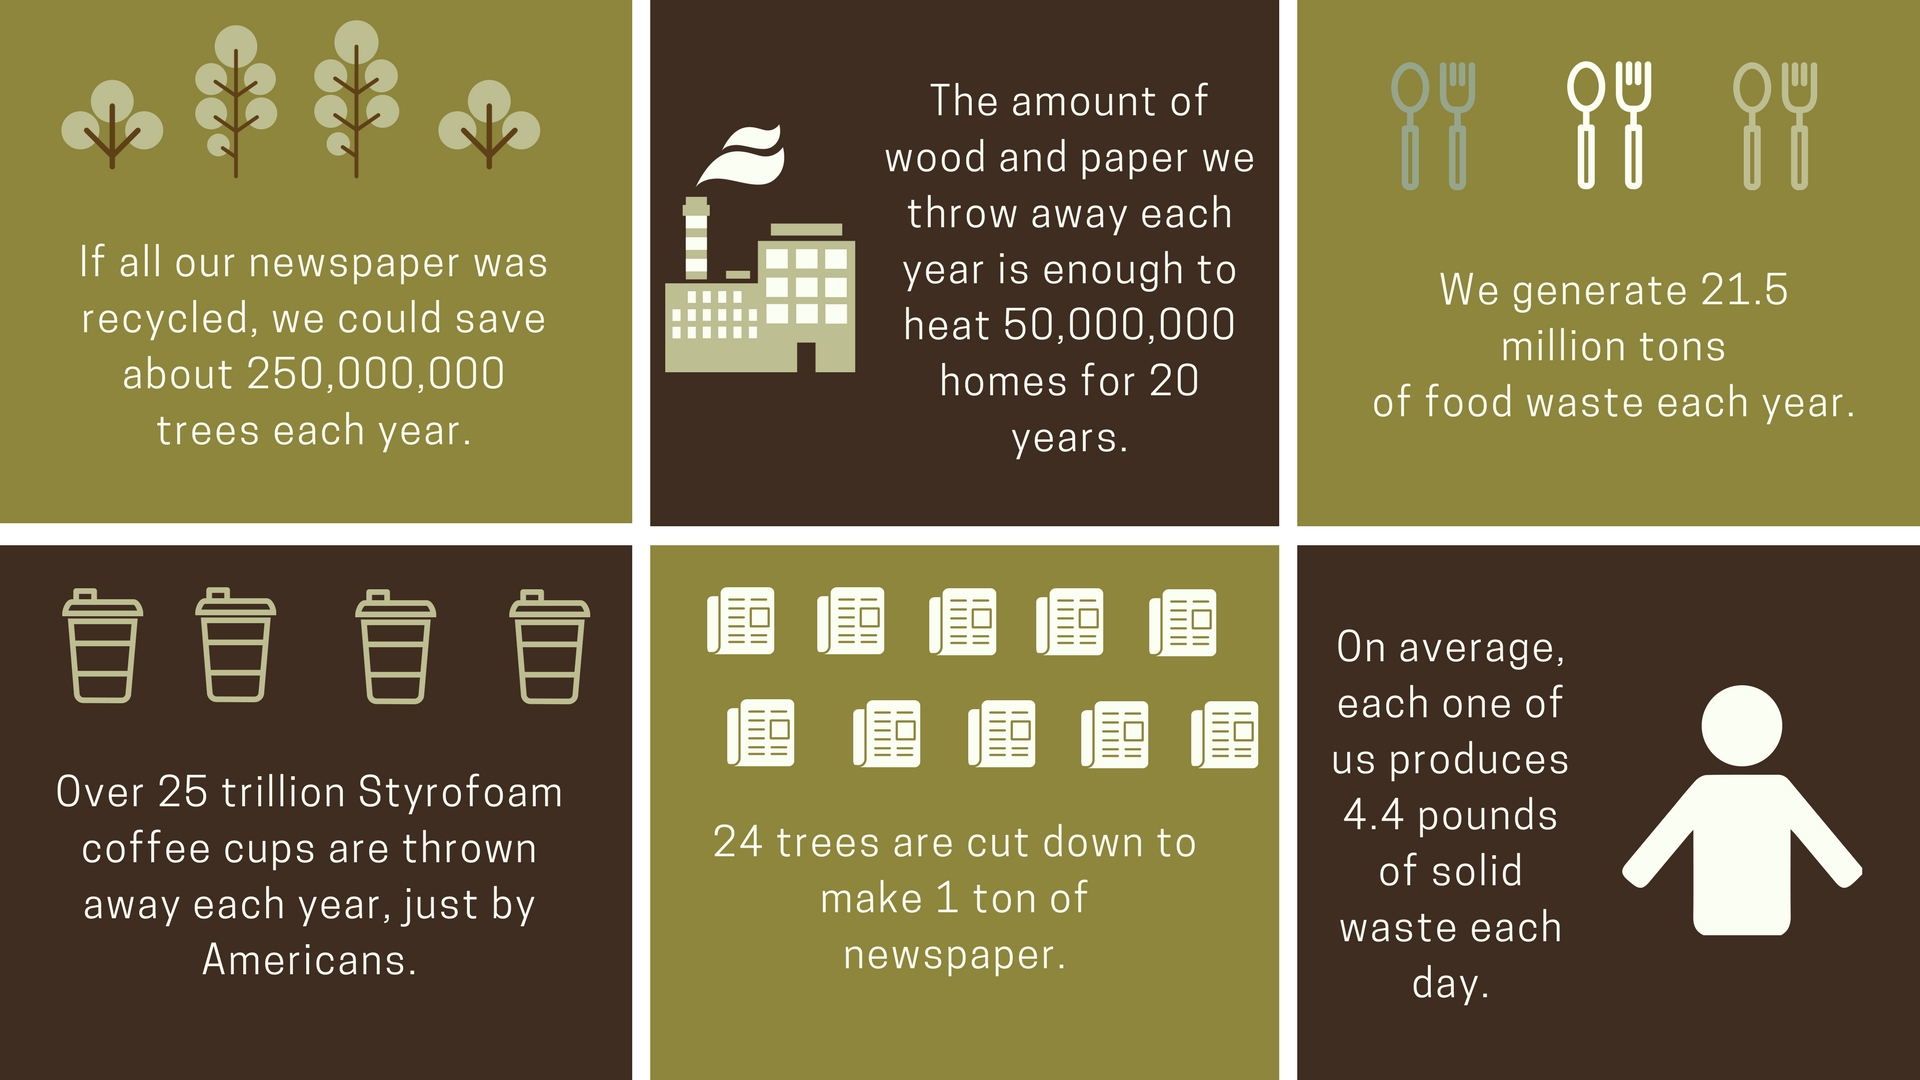 If all our newspaper was
recycled, we could save
about 250,000,000
trees each year.
The amount of
wood and paper we
throw away each
year is enough to
heat 50,000,000
homes for 20
years.
We generate 21.5
million tons
of food waste each year.
Over 25 trillion Styrofoam
coffee cups are thrown
away each year, just by
Americans.
24 trees are cut down to
make 1 ton of
newspaper.
On average,
each one of
us produces
4.4 pounds
of solid
waste each
day.